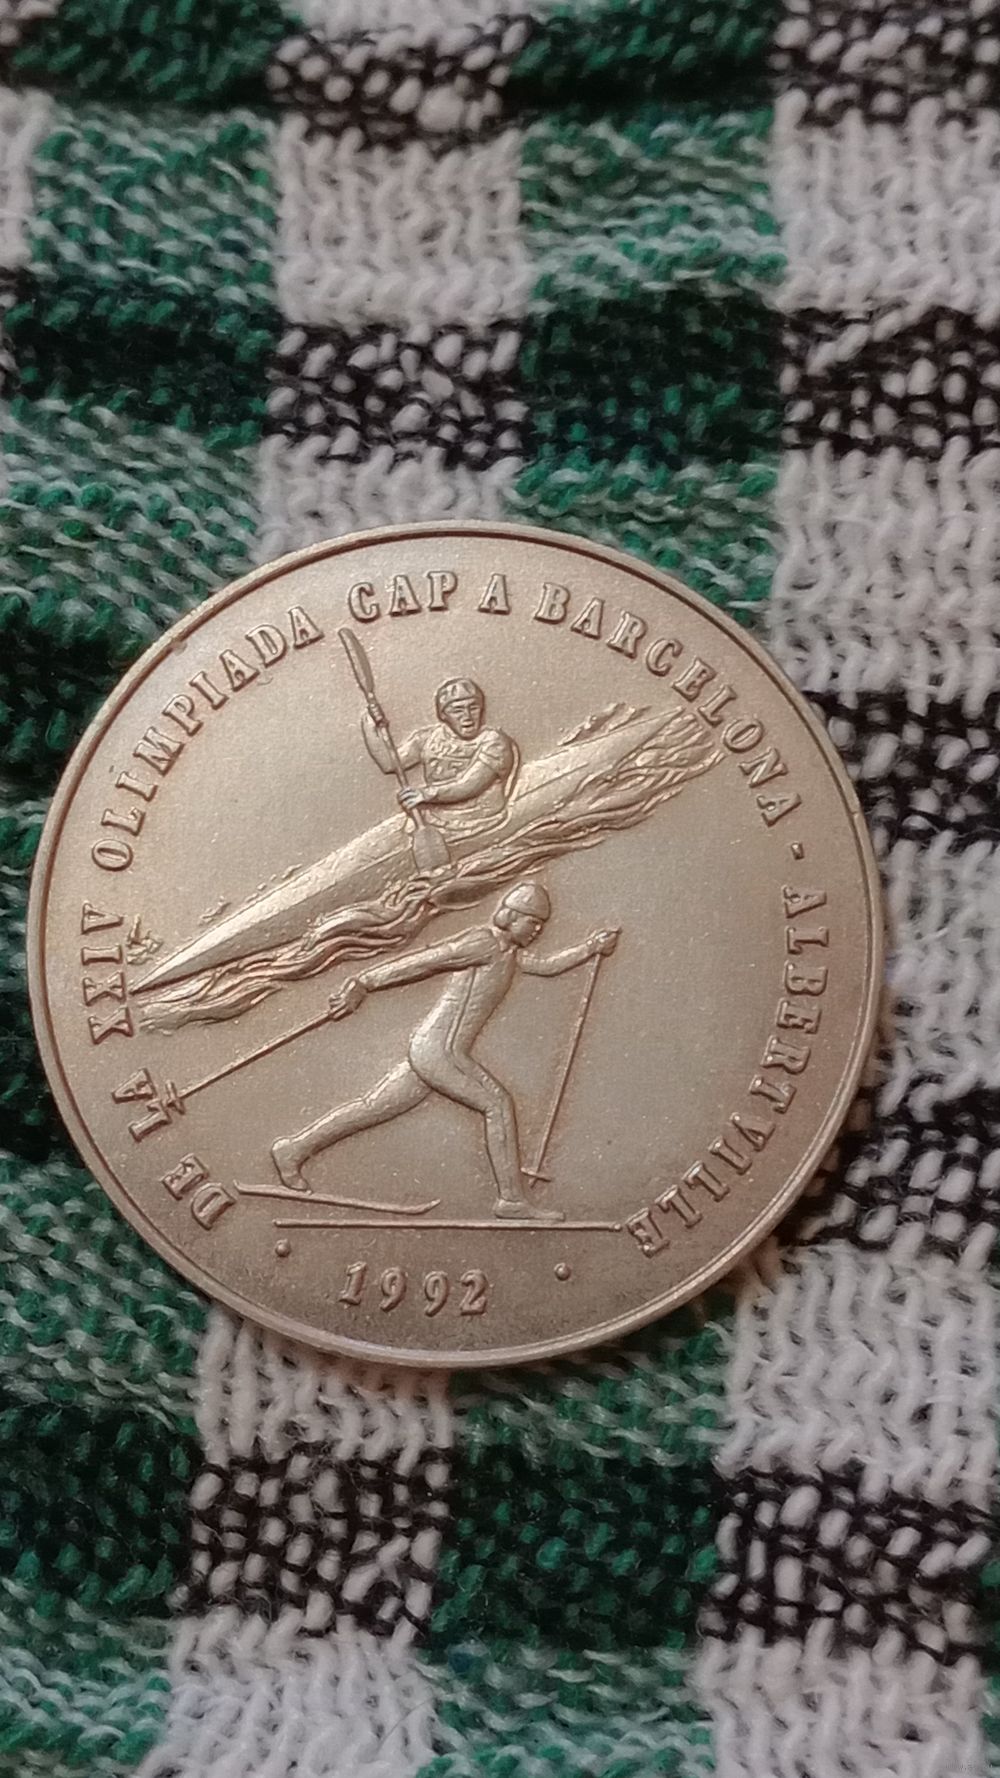 DE LA XXIV OLIMPIADA CAP A BARCELONA - ALBERTVILLE
• 1992 •